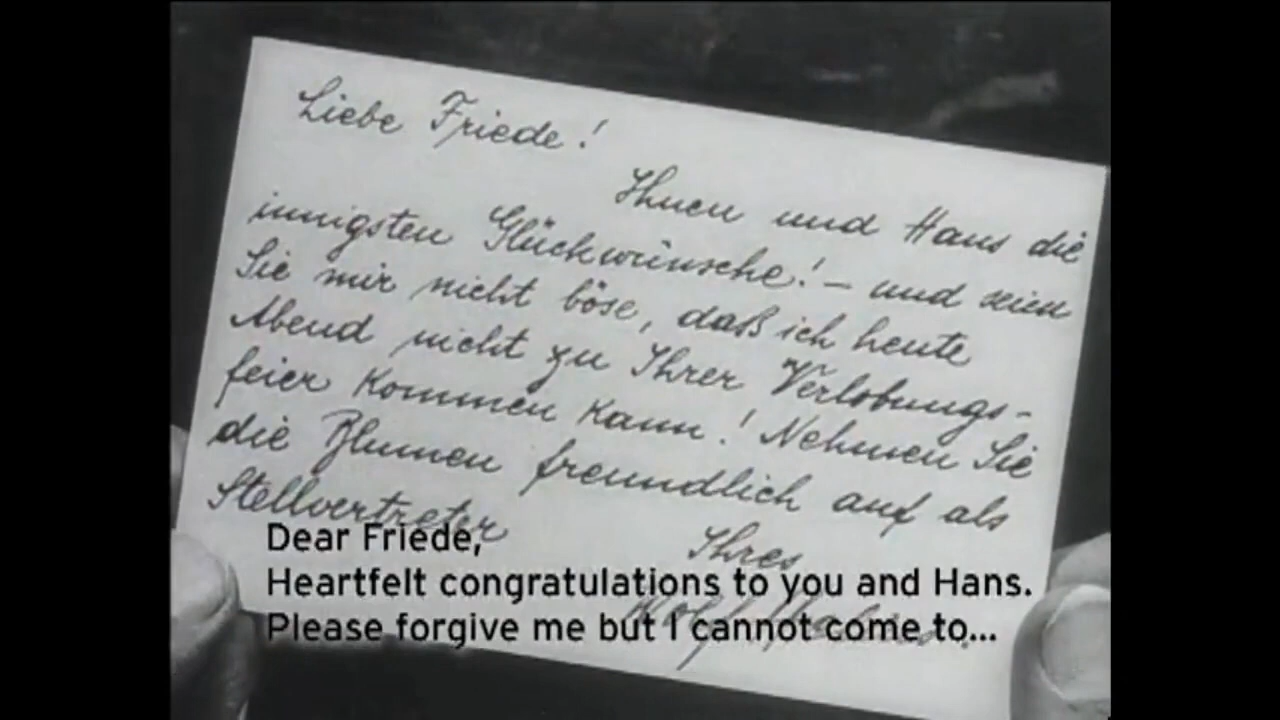 Liebe Friede!
Ihnen und Hans die
innigsten Glückwünsche! – und seien
Sie mir nicht böse, daß ich heute
Abend nicht zu Ihrer Verlobungs-
feier kommen kann! Nehmen Sie
die Blumen freundlich auf als
Stellvertreter
Ihres
Dear Friede,
Heartfelt congratulations to you and Hans.
Please forgive me but I cannot come to...